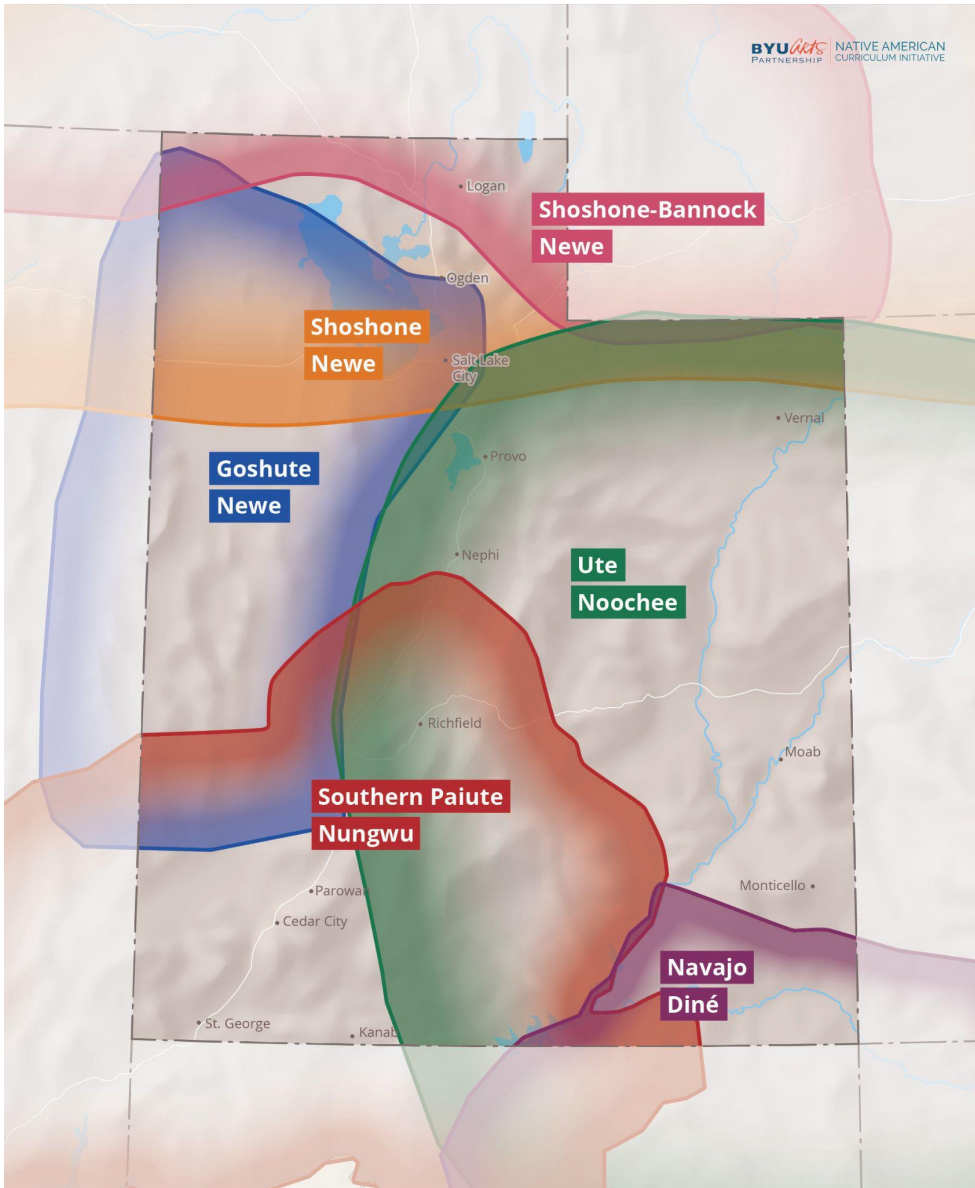 BYU Arts
PARTNERSHIP
NATIVE AMERICAN
CURRICULUM INITIATIVE
Logan
Shoshone-Bannock
Newe
Ogden
Shoshone
Newe
Salt Lake
City
Vernal
Goshute
Newe
Provo
Nephi
Ute
Noochee
Richfield
Moab
Southern Paiute
Nungwu
Parowan
Monticello
Cedar City
Navajo
Diné
St. George
Kanab